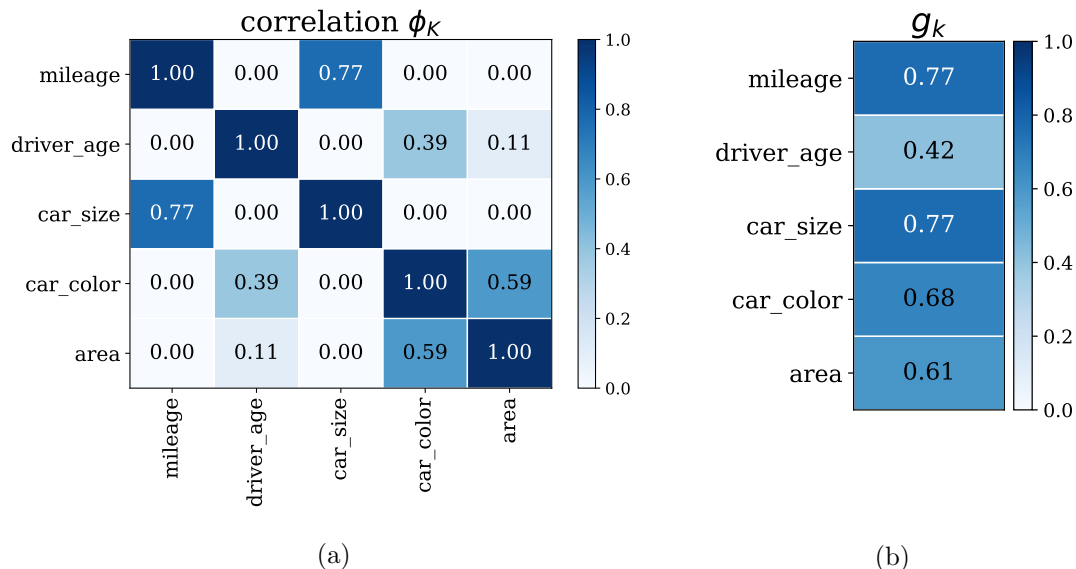 correlation ϕ_K
mileage 1.00 0.00 0.77 0.00 0.00
driver_age 0.00 1.00 0.00 0.39 0.11
car_size 0.77 0.00 1.00 0.00 0.00
car_color 0.00 0.39 0.00 1.00 0.59
area 0.00 0.11 0.00 0.59 1.00
mileage driver_age car_size car_color area
1.0
0.8
0.6
0.4
0.2
0.0
(a)
g_k
mileage 0.77
driver_age 0.42
car_size 0.77
car_color 0.68
area 0.61
1.0
0.8
0.6
0.4
0.2
0.0
(b)